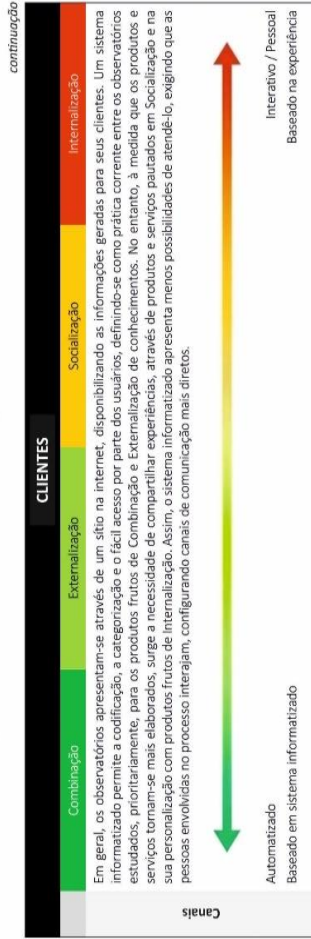 continuação
CLIENTES
Combinação
Externalização
Socialização
Internalização
Canais
Em geral, os observatórios apresentam-se através de um sítio na internet, disponibilizando as informações geradas para seus clientes. Um sistema
informatizado permite a codificação, a categorização e o fácil acesso por parte dos usuários, definindo-se como prática corrente entre os observatórios
estudados, prioritariamente, para os produtos frutos de Combinação e Externalização de conhecimentos. No entanto, à medida que os produtos e
serviços tornam-se mais elaborados, surge a necessidade de compartilhar experiências, através de produtos e serviços pautados em Socialização e na
sua personalização com produtos frutos de Internalização. Assim, o sistema informatizado apresenta menos possibilidades de atendê-lo, exigindo que as
pessoas envolvidas no processo interajam, configurando canais de comunicação mais diretos.
Automatizado
Baseado em sistema informatizado
Interativo / Pessoal
Baseado na experiência